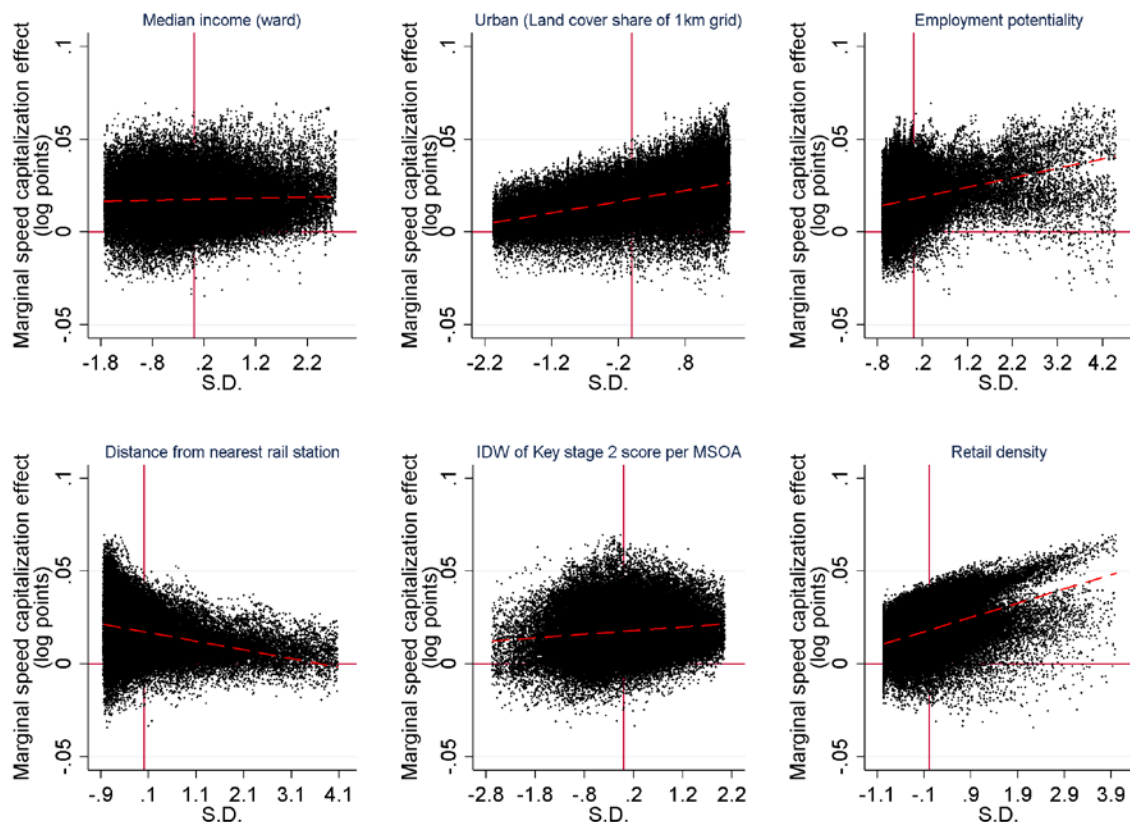 Median income (ward)
Marginal speed capitalization effect
(log points)
.1
.05
0
-.05
-1.8 -.8 .2 1.2 2.2
S.D.
Urban (Land cover share of 1km grid)
Marginal speed capitalization effect
(log points)
.1
.05
0
-.05
-2.2 -1.2 -.2 .8
S.D.
Employment potentiality
Marginal speed capitalization effect
(log points)
.1
.05
0
-.05
-.8 .2 1.2 2.2 3.2 4.2
S.D.
Distance from nearest rail station
Marginal speed capitalization effect
(log points)
.1
.05
0
-.05
-.9 .1 1.1 2.1 3.1 4.1
S.D.
IDW of Key stage 2 score per MSOA
Marginal speed capitalization effect
(log points)
.1
.05
0
-.05
-2.8 -1.8 -.8 .2 1.2 2.2
S.D.
Retail density
Marginal speed capitalization effect
(log points)
.1
.05
0
-.05
-1.1 -.1 .9 1.9 2.9 3.9
S.D.